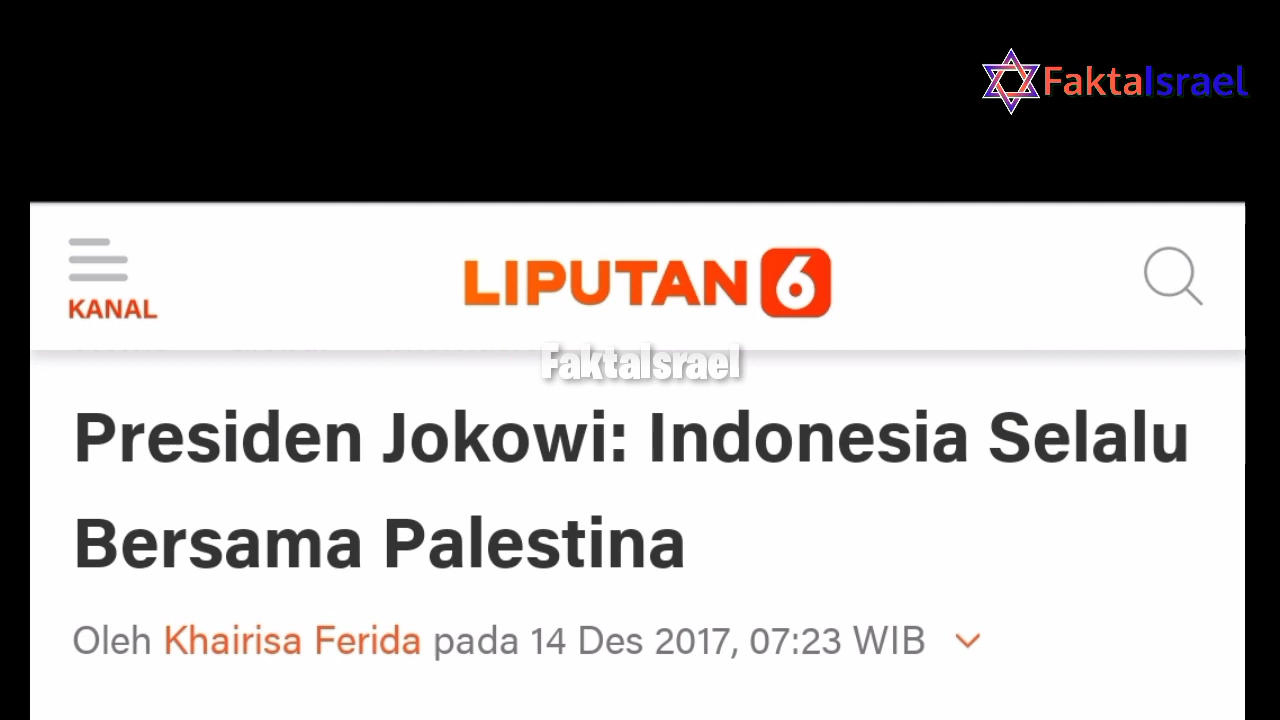 FaktaIsrael
LIPUTAN 6
KANAL
FaktaIsrael
Presiden Jokowi: Indonesia Selalu
Bersama Palestina
Oleh Khairisa Ferida pada 14 Des 2017, 07:23 WIB